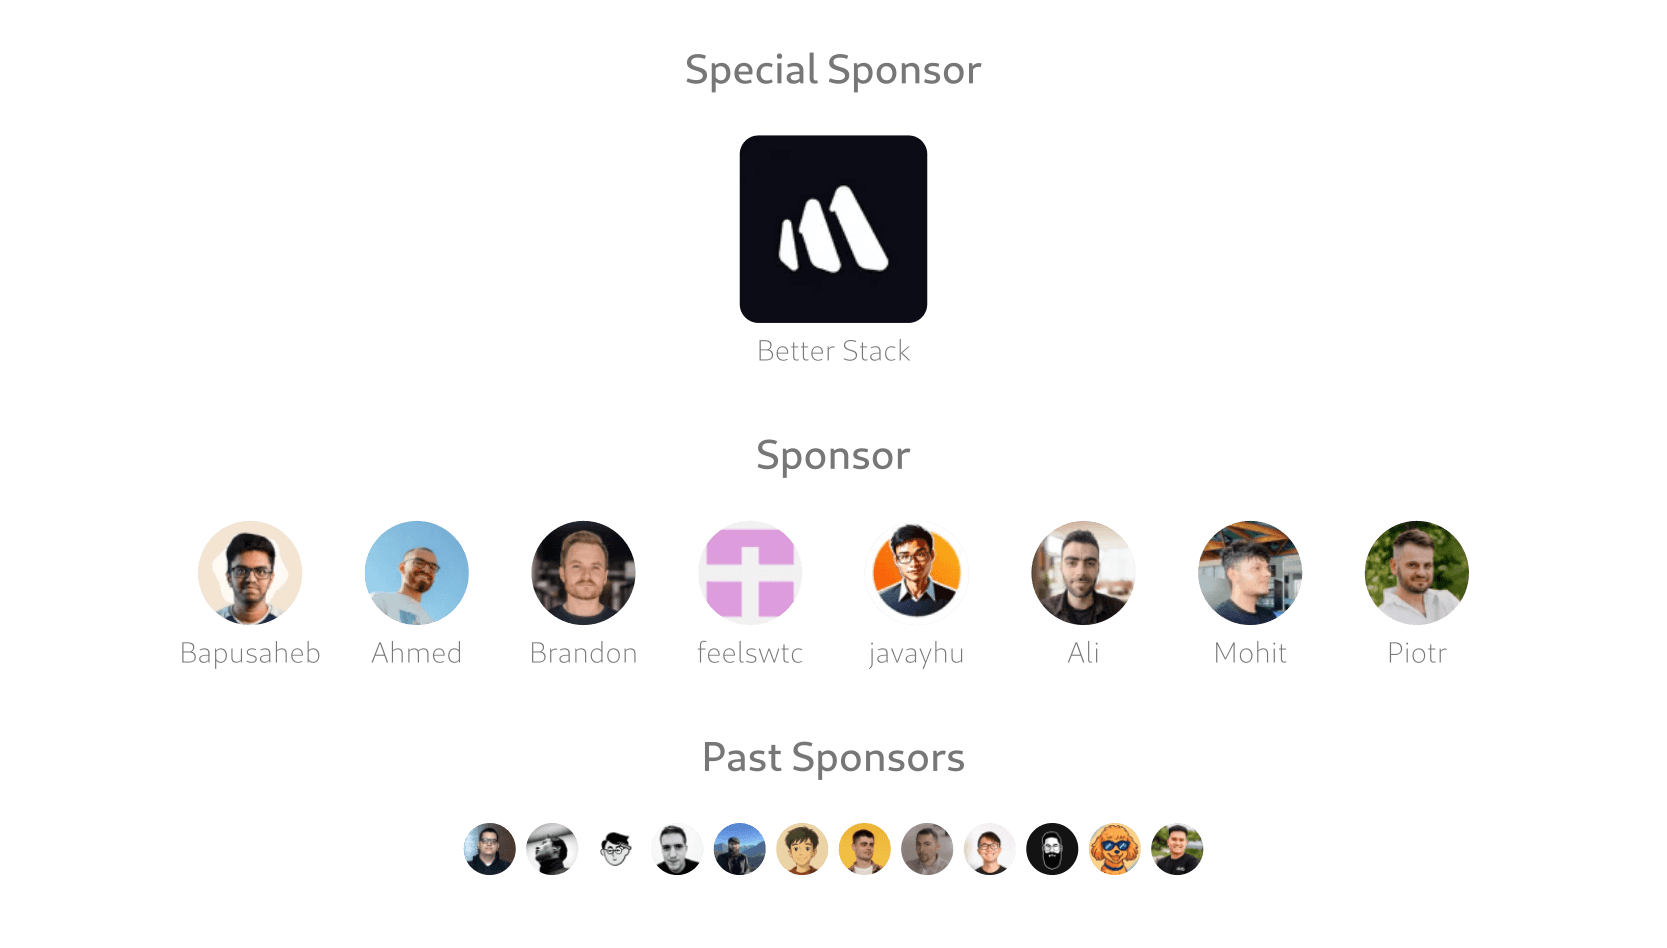 Special Sponsor
Better Stack
Sponsor
Bapusaheb Ahmed Brandon feelswtc javayhu Ali Mohit Piotr
Past Sponsors